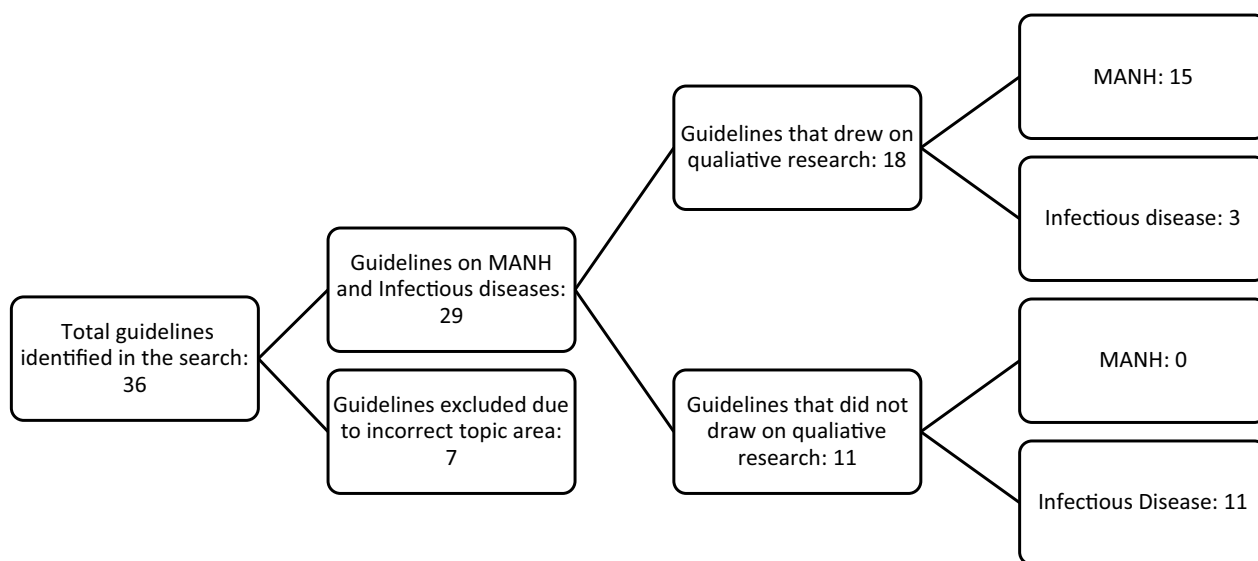 Total guidelines
identified in the search:
36
Guidelines on MANH
and Infectious diseases:
29
Guidelines excluded due
to incorrect topic area:
7
Guidelines that drew on
qualiative research: 18
Guidelines that did not
draw on qualiative
research: 11
MANH: 15
Infectious disease: 3
MANH: 0
Infectious Disease: 11